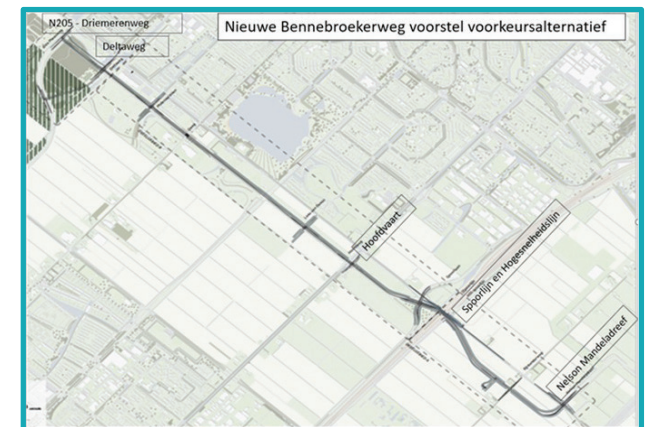 N205 - Driemerenweg
Nieuwe Bennebroekerweg voorstel voorkeursalternatief
Deltaweg
Hoofdvaart
Spoorlijn en Hogesnelheidslijn
Nelson Mandeladreef